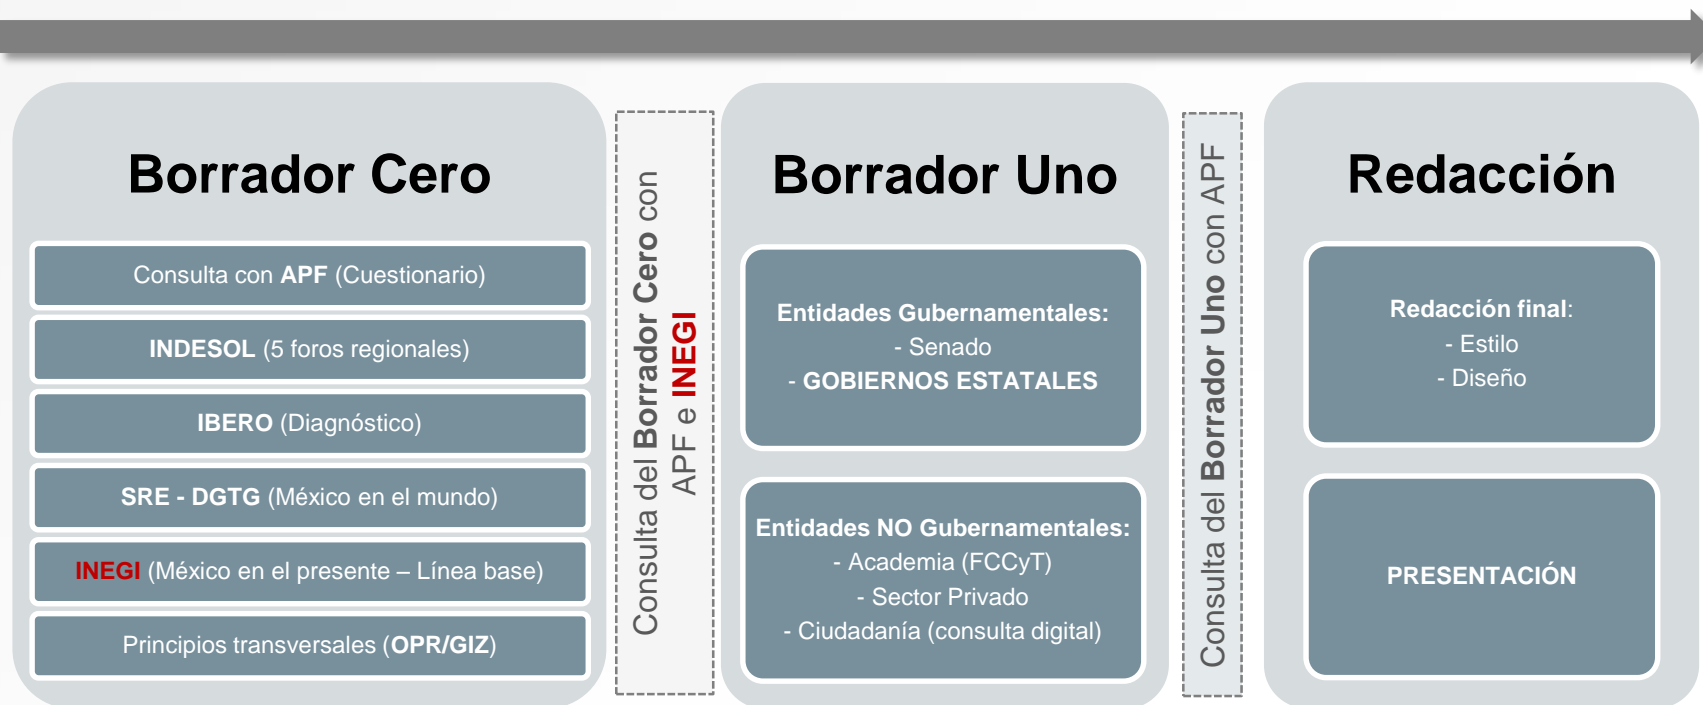 Borrador Cero
Consulta con APF (Cuestionario)
INDESOL (5 foros regionales)
IBERO (Diagnóstico)
SRE - DGTG (México en el mundo)
INEGI (México en el presente – Línea base)
Principios transversales (OPR/GIZ)
Consulta del Borrador Cero con
APF e INEGI
Borrador Uno
Entidades Gubernamentales:
- Senado
- GOBIERNOS ESTATALES
Entidades NO Gubernamentales:
- Academia (FCCyT)
- Sector Privado
- Ciudadanía (consulta digital)
Consulta del Borrador Uno con APF
Redacción
Redacción final:
- Estilo
- Diseño
PRESENTACIÓN